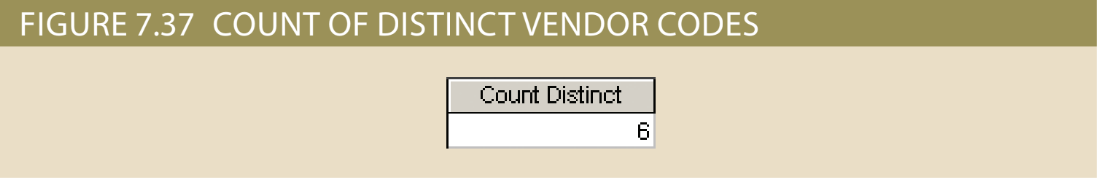 FIGURE 7.37 COUNT OF DISTINCT VENDOR CODES
Count Distinct
6